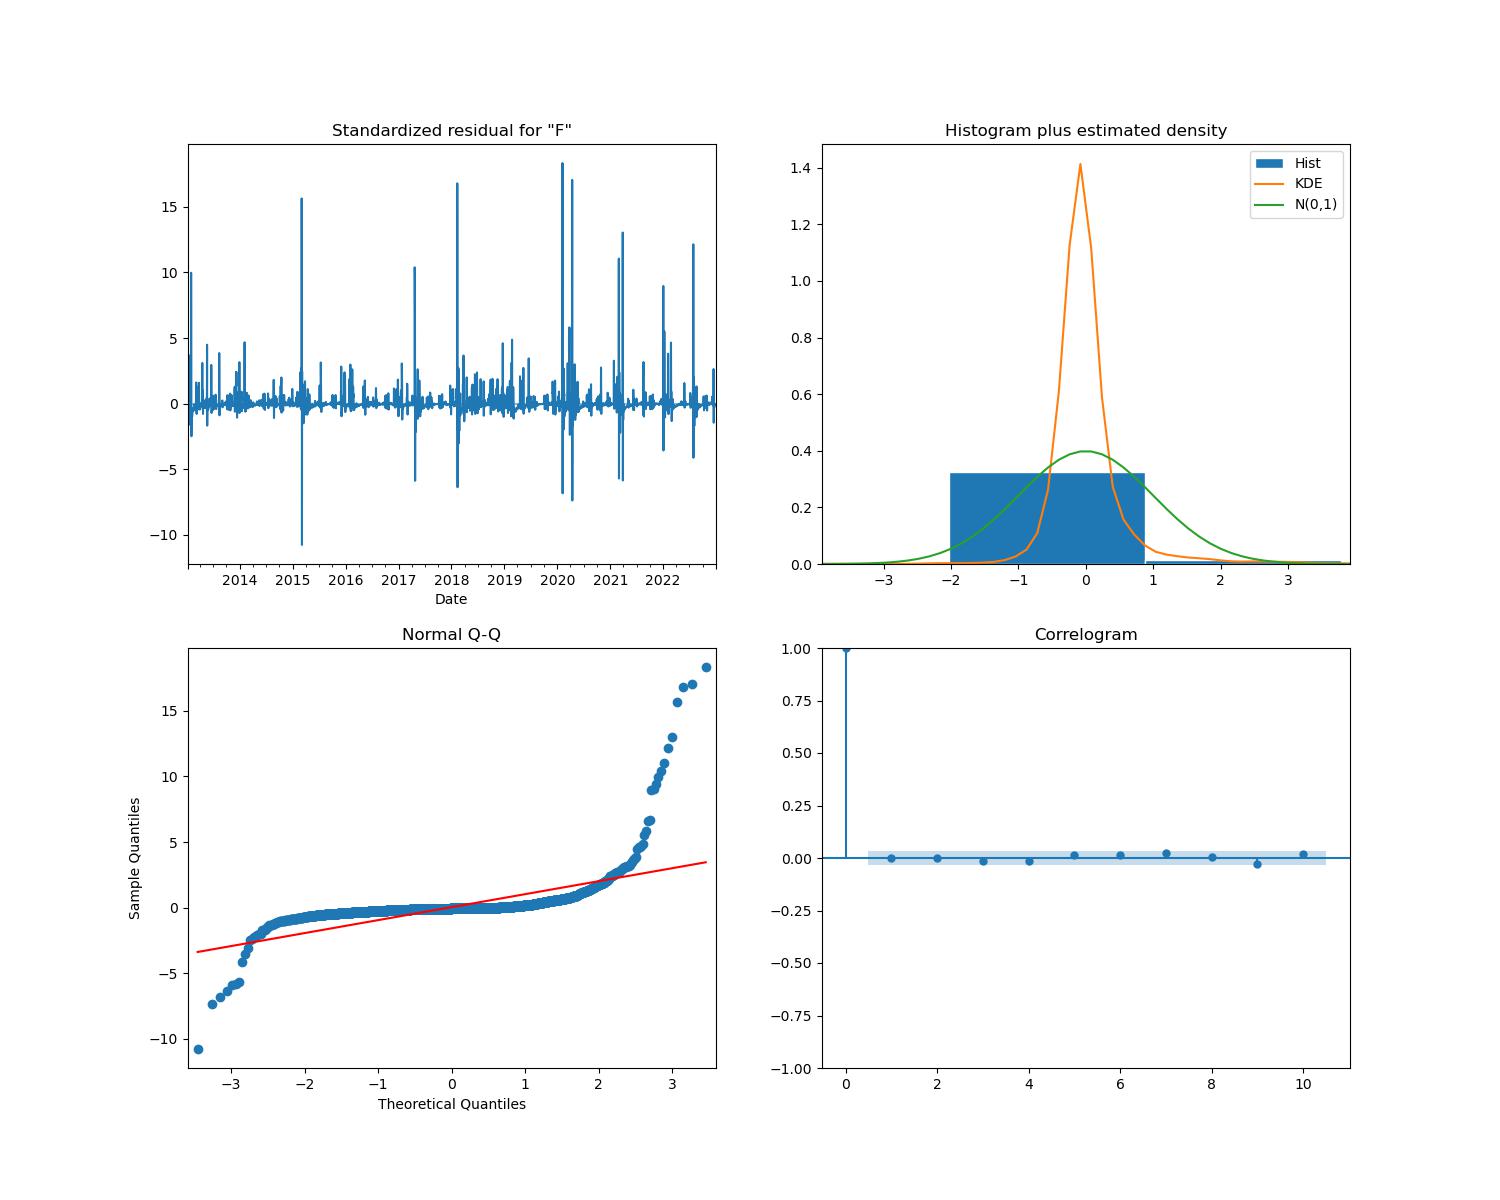 Standardized residual for "F"
15
10
5
0
−5
−10
2014 2015 2016 2017 2018 2019 2020 2021 2022
Date
Histogram plus estimated density
1.4
1.2
1.0
0.8
0.6
0.4
0.2
0.0
−3 −2 −1 0 1 2 3
Hist
KDE
N(0,1)
Normal Q-Q
Sample Quantiles
15
10
5
0
−5
−10
−3 −2 −1 0 1 2 3
Theoretical Quantiles
Correlogram
1.00
0.75
0.50
0.25
0.00
−0.25
−0.50
−0.75
−1.00
0 2 4 6 8 10